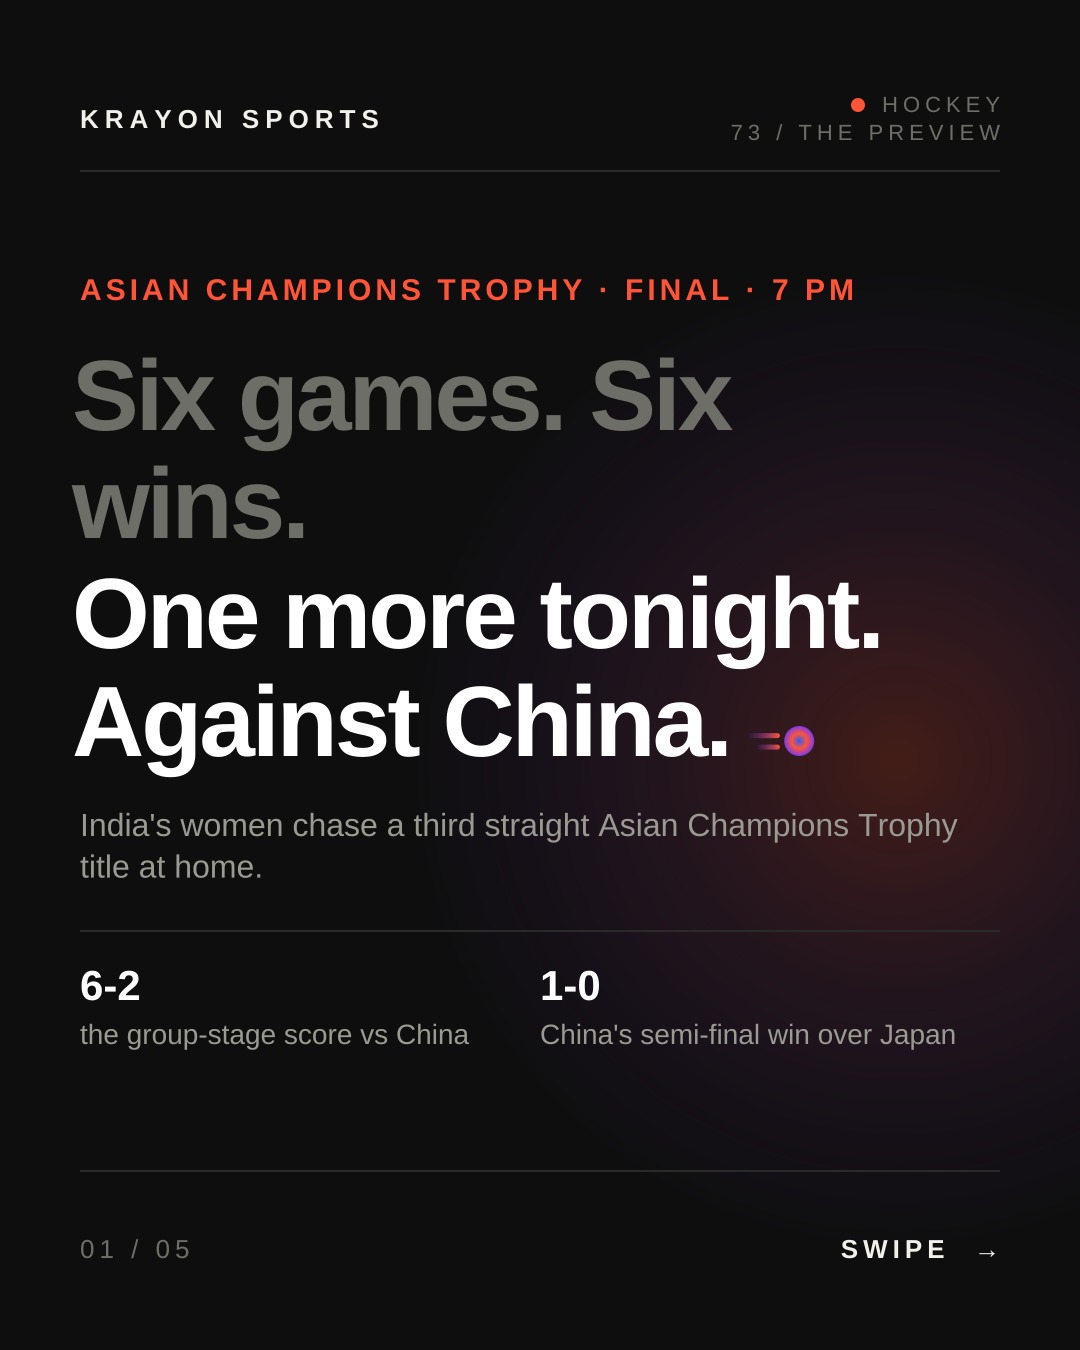 KRAYON SPORTS
HOCKEY
73 / THE PREVIEW
ASIAN CHAMPIONS TROPHY · FINAL · 7 PM
Six games. Six
wins.
One more tonight.
Against China.
India's women chase a third straight Asian Champions Trophy
title at home.
6-2
the group-stage score vs China
1-0
China's semi-final win over Japan
01 / 05
SWIPE →